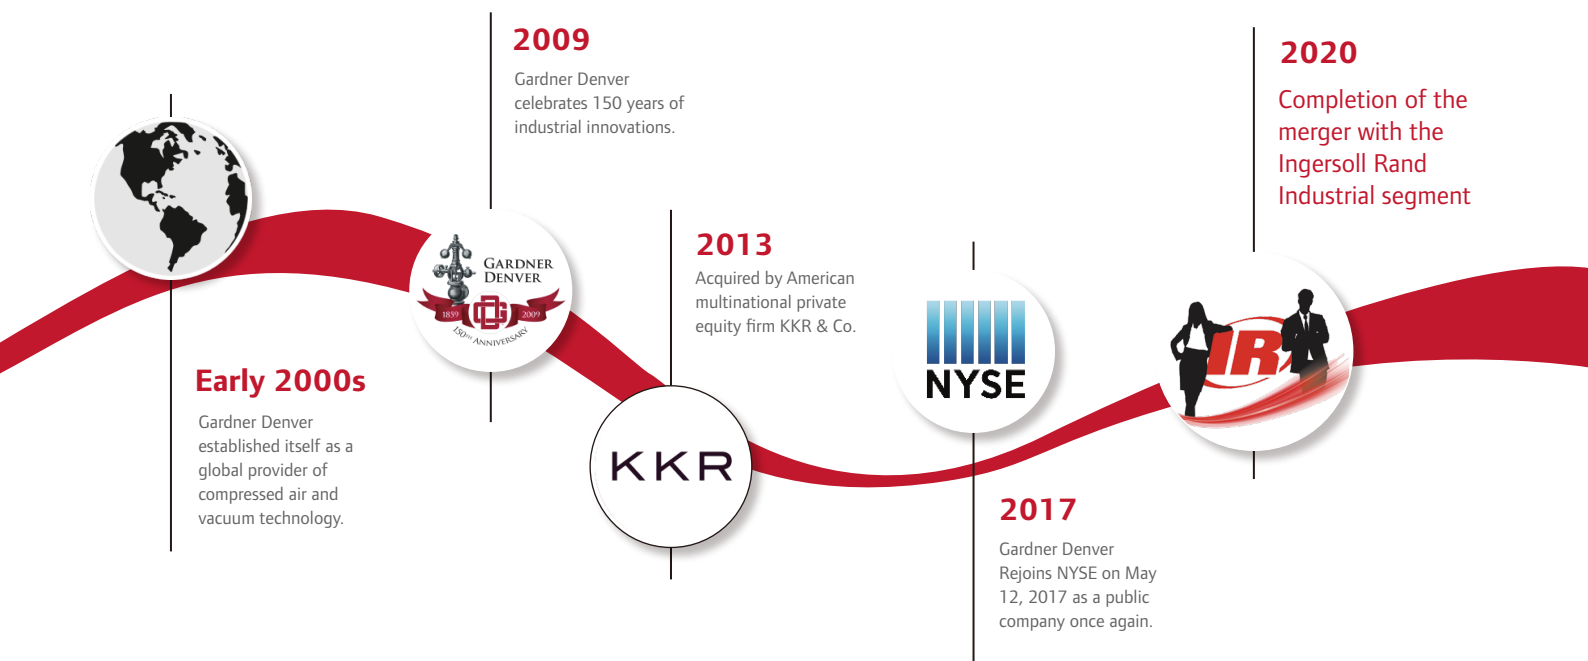 Early 2000s
Gardner Denver
established itself as a
global provider of
compressed air and
vacuum technology.
2009
Gardner Denver
celebrates 150 years of
industrial innovations.
GARDNER
DENVER
1859
2009
150TH ANNIVERSARY
2013
Acquired by American
multinational private
equity firm KKR & Co.
KKR
NYSE
2017
Gardner Denver
Rejoins NYSE on May
12, 2017 as a public
company once again.
2020
Completion of the
merger with the
Ingersoll Rand
Industrial segment
IR